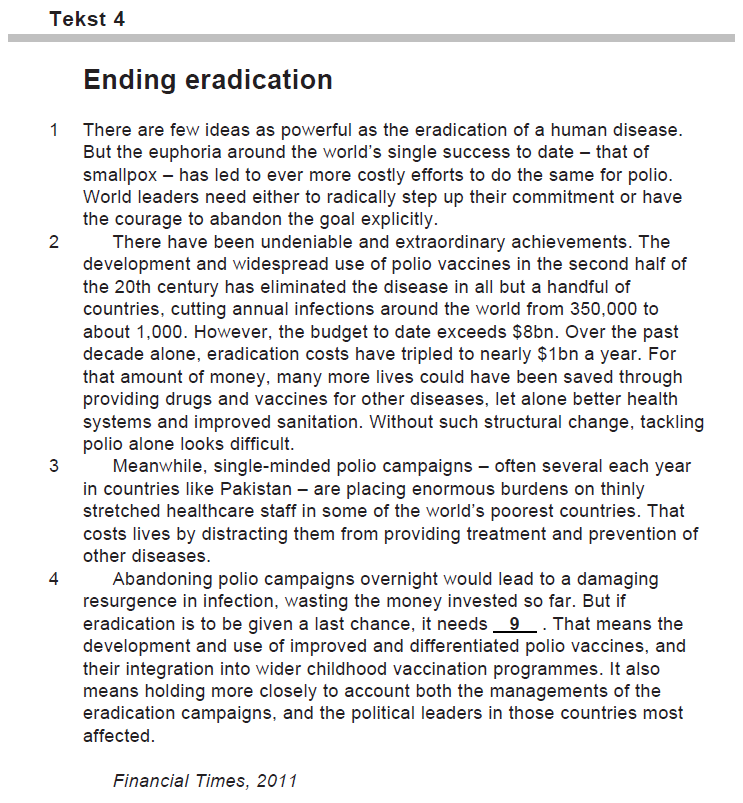 Tekst 4
Ending eradication
1 There are few ideas as powerful as the eradication of a human disease.
But the euphoria around the world's single success to date – that of
smallpox – has led to ever more costly efforts to do the same for polio.
World leaders need either to radically step up their commitment or have
the courage to abandon the goal explicitly.
2 There have been undeniable and extraordinary achievements. The
development and widespread use of polio vaccines in the second half of
the 20th century has eliminated the disease in all but a handful of
countries, cutting annual infections around the world from 350,000 to
about 1,000. However, the budget to date exceeds $8bn. Over the past
decade alone, eradication costs have tripled to nearly $1bn a year. For
that amount of money, many more lives could have been saved through
providing drugs and vaccines for other diseases, let alone better health
systems and improved sanitation. Without such structural change, tackling
polio alone looks difficult.
3 Meanwhile, single-minded polio campaigns – often several each year
in countries like Pakistan – are placing enormous burdens on thinly
stretched healthcare staff in some of the world's poorest countries. That
costs lives by distracting them from providing treatment and prevention of
other diseases.
4 Abandoning polio campaigns overnight would lead to a damaging
resurgence in infection, wasting the money invested so far. But if
eradication is to be given a last chance, it needs 9 . That means the
development and use of improved and differentiated polio vaccines, and
their integration into wider childhood vaccination programmes. It also
means holding more closely to account both the managements of the
eradication campaigns, and the political leaders in those countries most
affected.
Financial Times, 2011